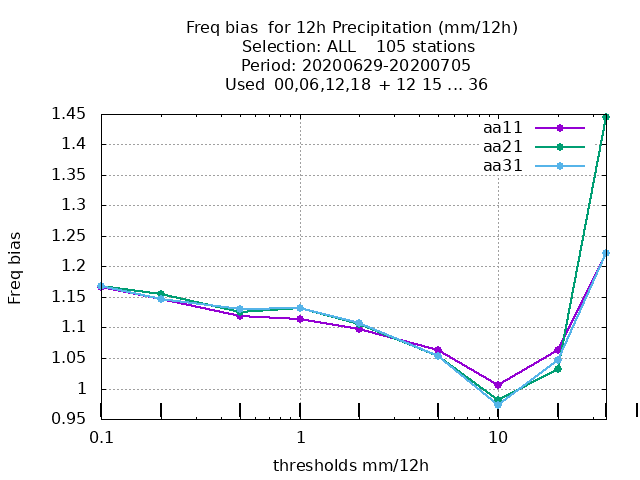 Freq bias  for 12h Precipitation (mm/12h)
Selection: ALL    105 stations
Period: 20200629-20200705
Used  00,06,12,18  + 12 15 ... 36
aa11
aa21
aa31
Freq bias
1.45
1.4
1.35
1.3
1.25
1.2
1.15
1.1
1.05
1
0.95
0.1 1 10
thresholds mm/12h